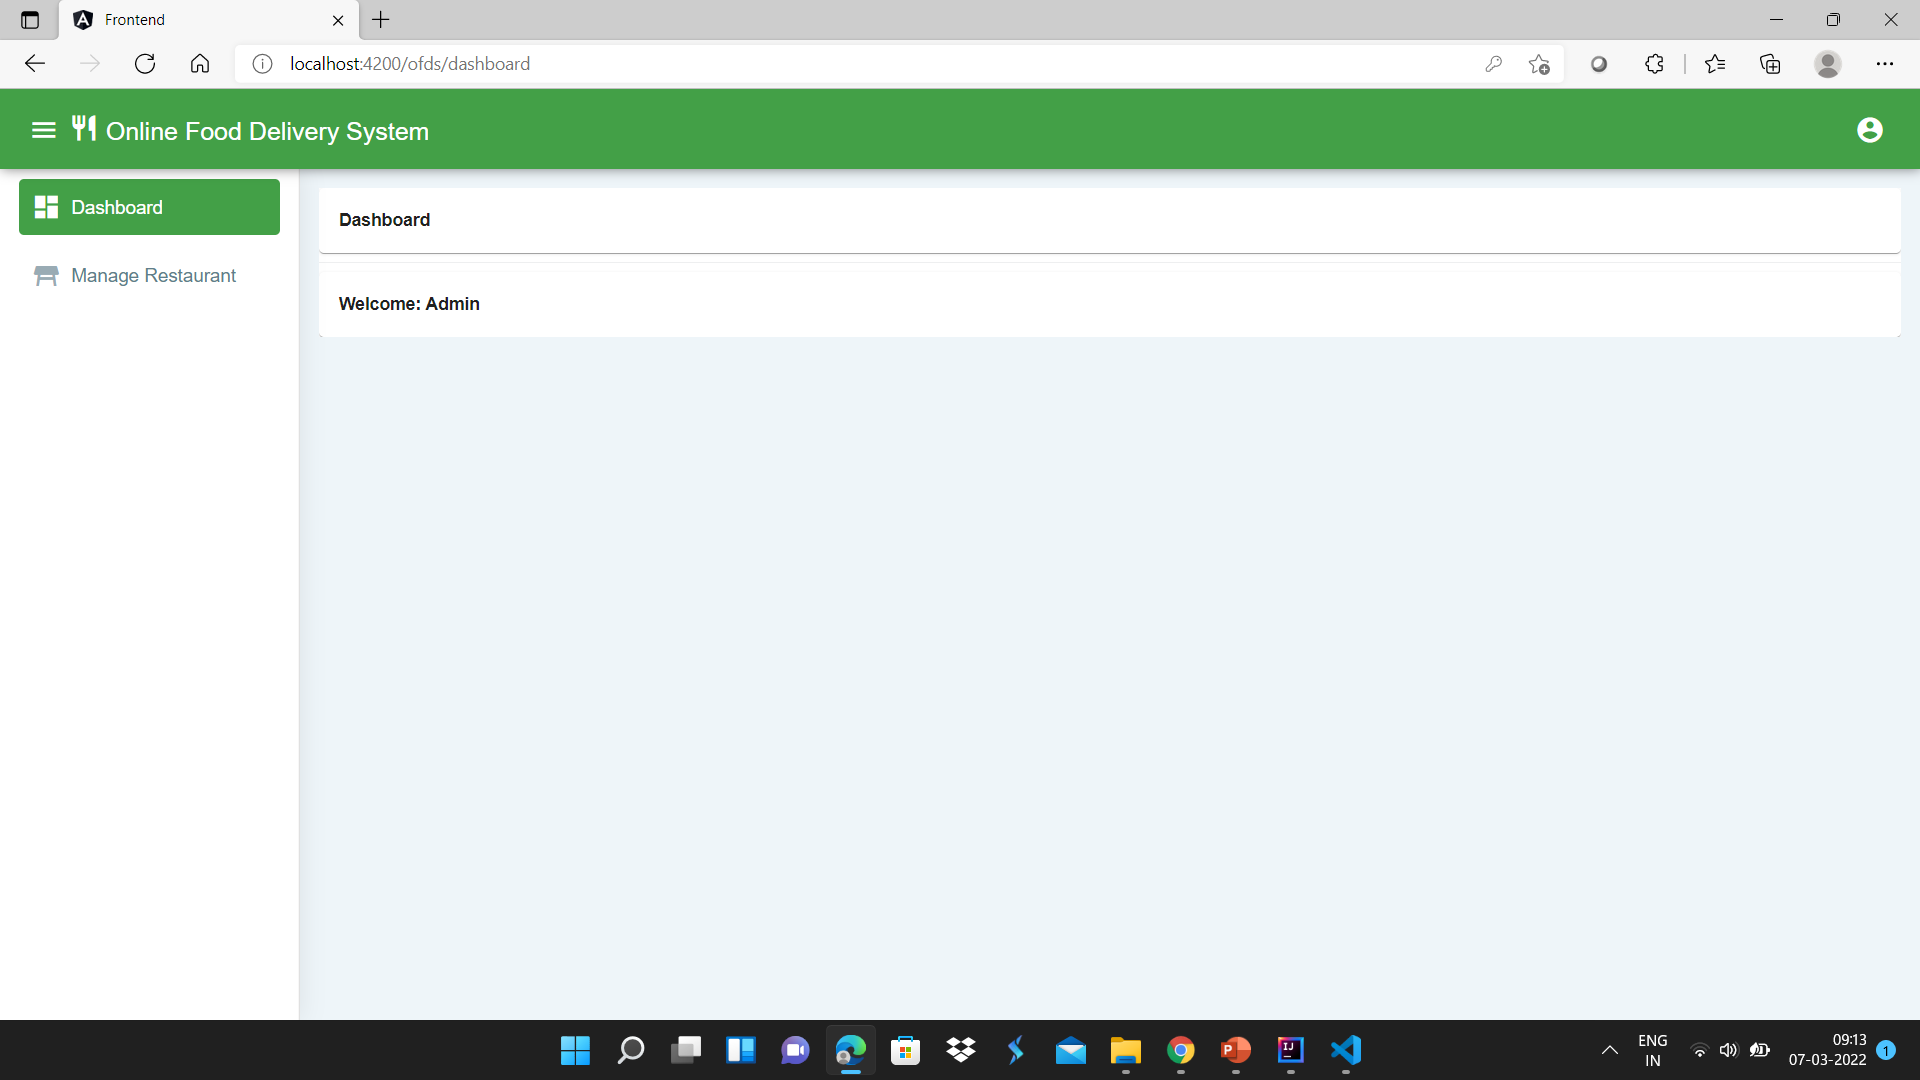 Frontend
localhost:4200/ofds/dashboard
Online Food Delivery System
Dashboard
Manage Restaurant
Dashboard
Welcome: Admin
ENG
IN
09:13
07-03-2022
1